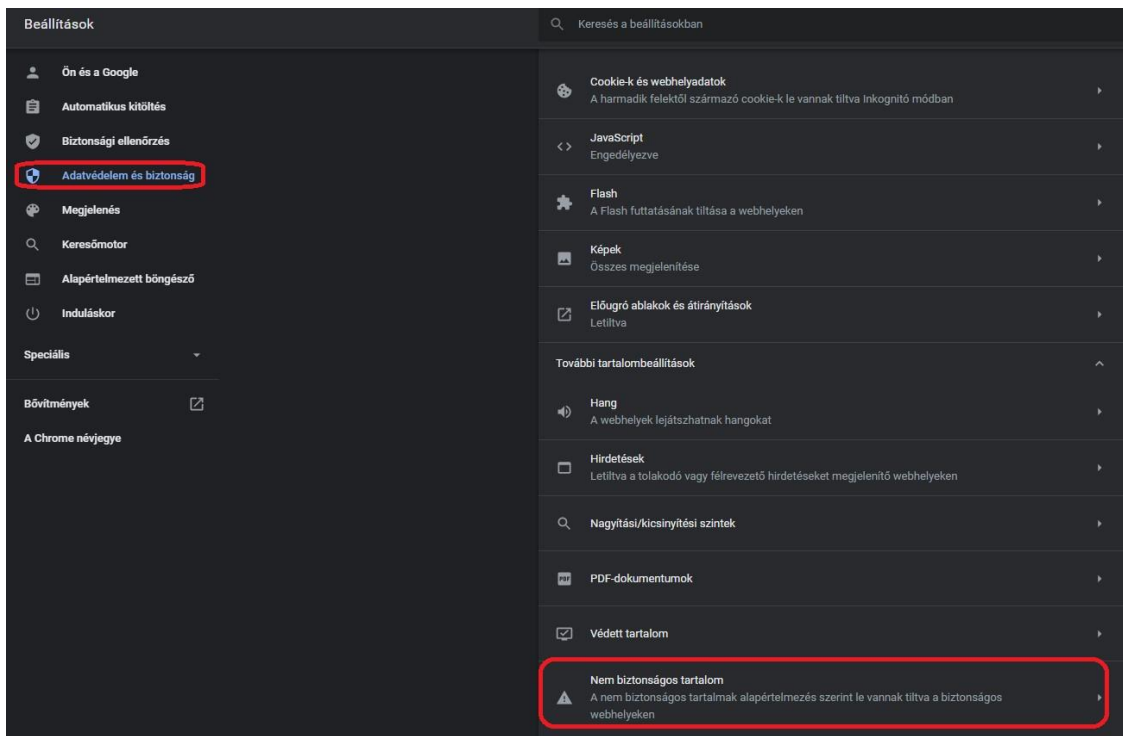 Beállítások
Keresés a beállításokban
Ön és a Google
Automatikus kitöltés
Biztonsági ellenőrzés
Adatvédelem és biztonság
Megjelenés
Keresőmotor
Alapértelmezett böngésző
Induláskor
Speciális
Bővítmények
A Chrome névjegye
Cookie-k és webhelyadatok
A harmadik felektől származó cookie-k le vannak tiltva Inkognitó módban
JavaScript
Engedélyezve
Flash
A Flash futtatásának tiltása a webhelyeken
Képek
Összes megjelenítése
Előugró ablakok és átirányítások
Letiltva
További tartalombeállítások
Hang
A webhelyek lejátszhatnak hangokat
Hirdetések
Letiltva a tolakodó vagy félrevezető hirdetéseket megjelenítő webhelyeken
Nagyítási/kicsinyítési szintek
PDF
PDF-dokumentumok
Védett tartalom
Nem biztonságos tartalom
A nem biztonságos tartalmak alapértelmezés szerint le vannak tiltva a biztonságos
webhelyeken